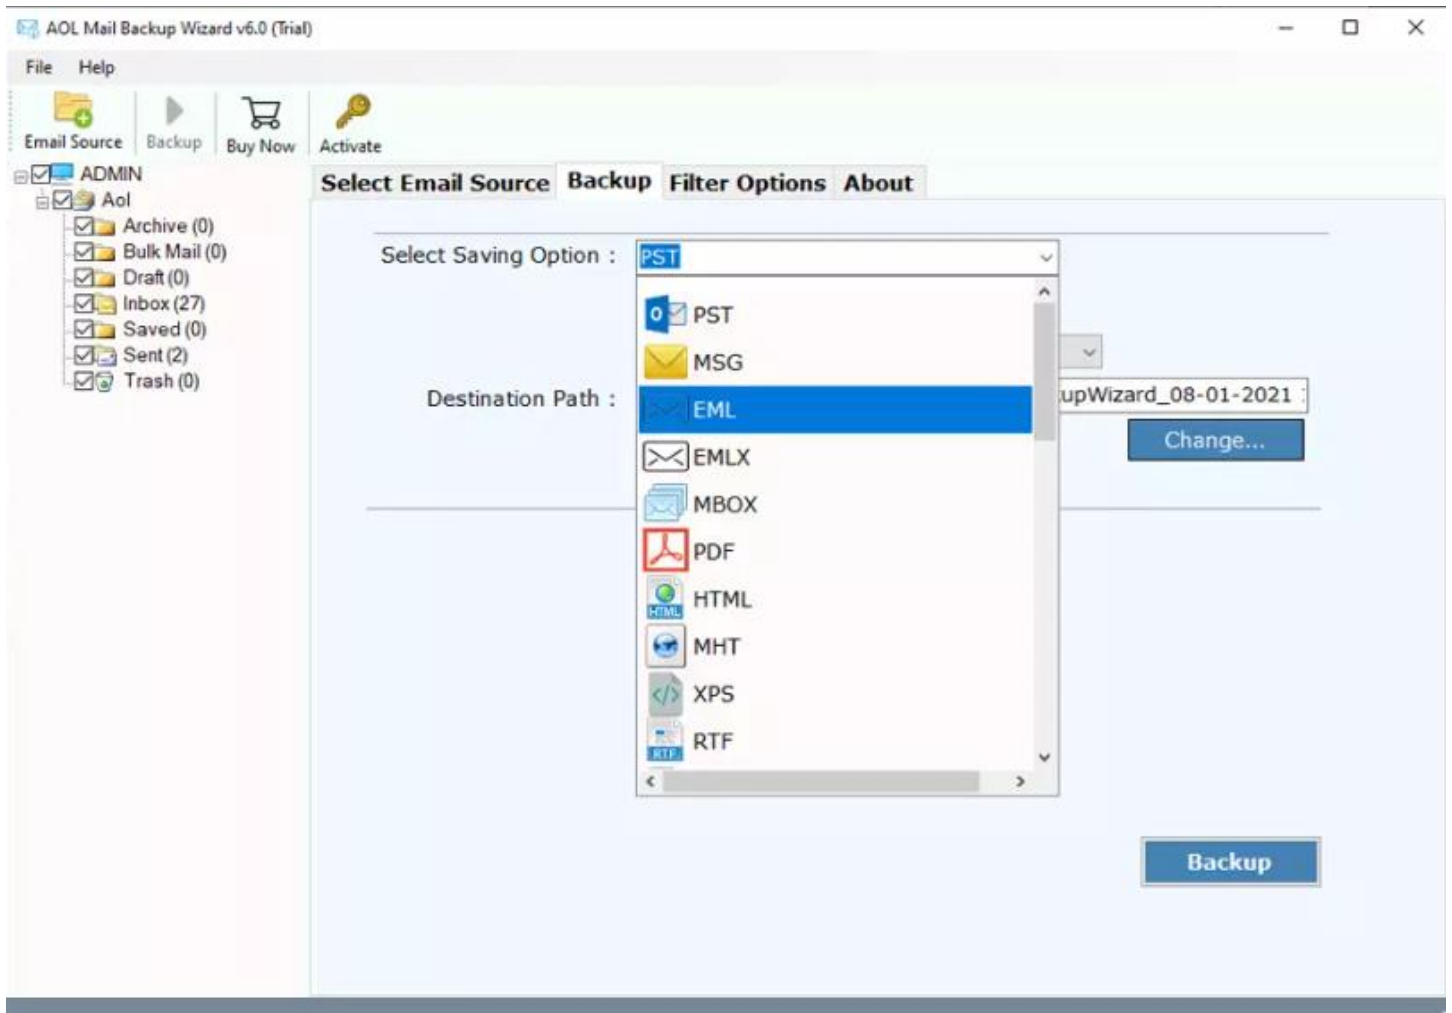 AOL Mail Backup Wizard v6.0 (Trial)
File Help
Email Source Backup Buy Now Activate
ADMIN
Aol
Archive (0)
Bulk Mail (0)
Draft (0)
Inbox (27)
Saved (0)
Sent (2)
Trash (0)
Select Email Source Backup Filter Options About
Select Saving Option : PST
PST
MSG
EML
EMLX
MBOX
PDF
HTML
MHT
XPS
RTF
Destination Path : upWizard_08-01-2021
Change...
Backup